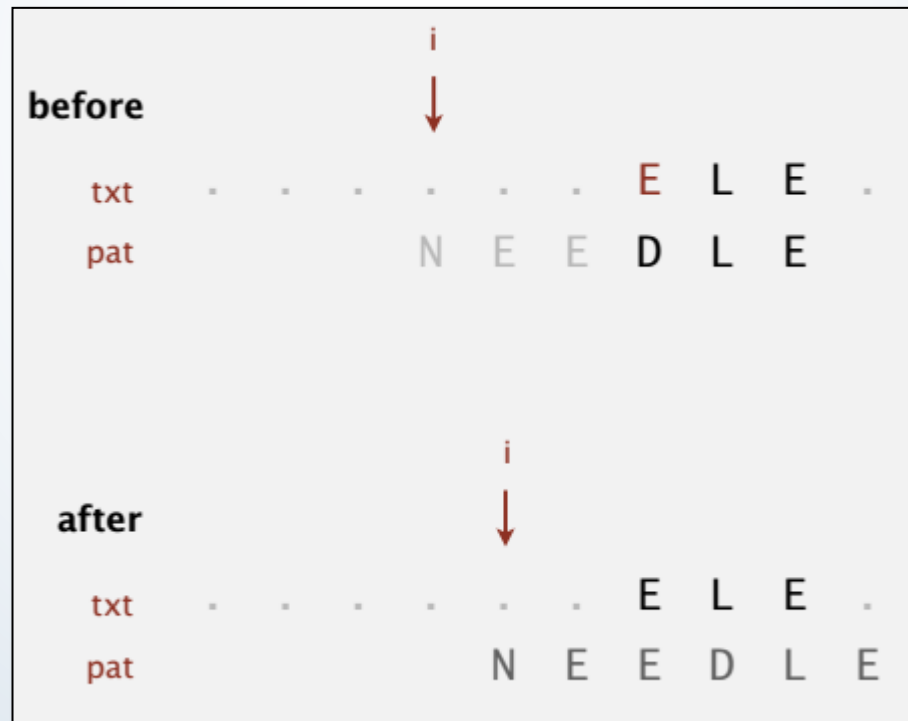 i
before
txt . . . . . . E L E .
pat N E E D L E
i
after
txt . . . . . . E L E .
pat N E E D L E